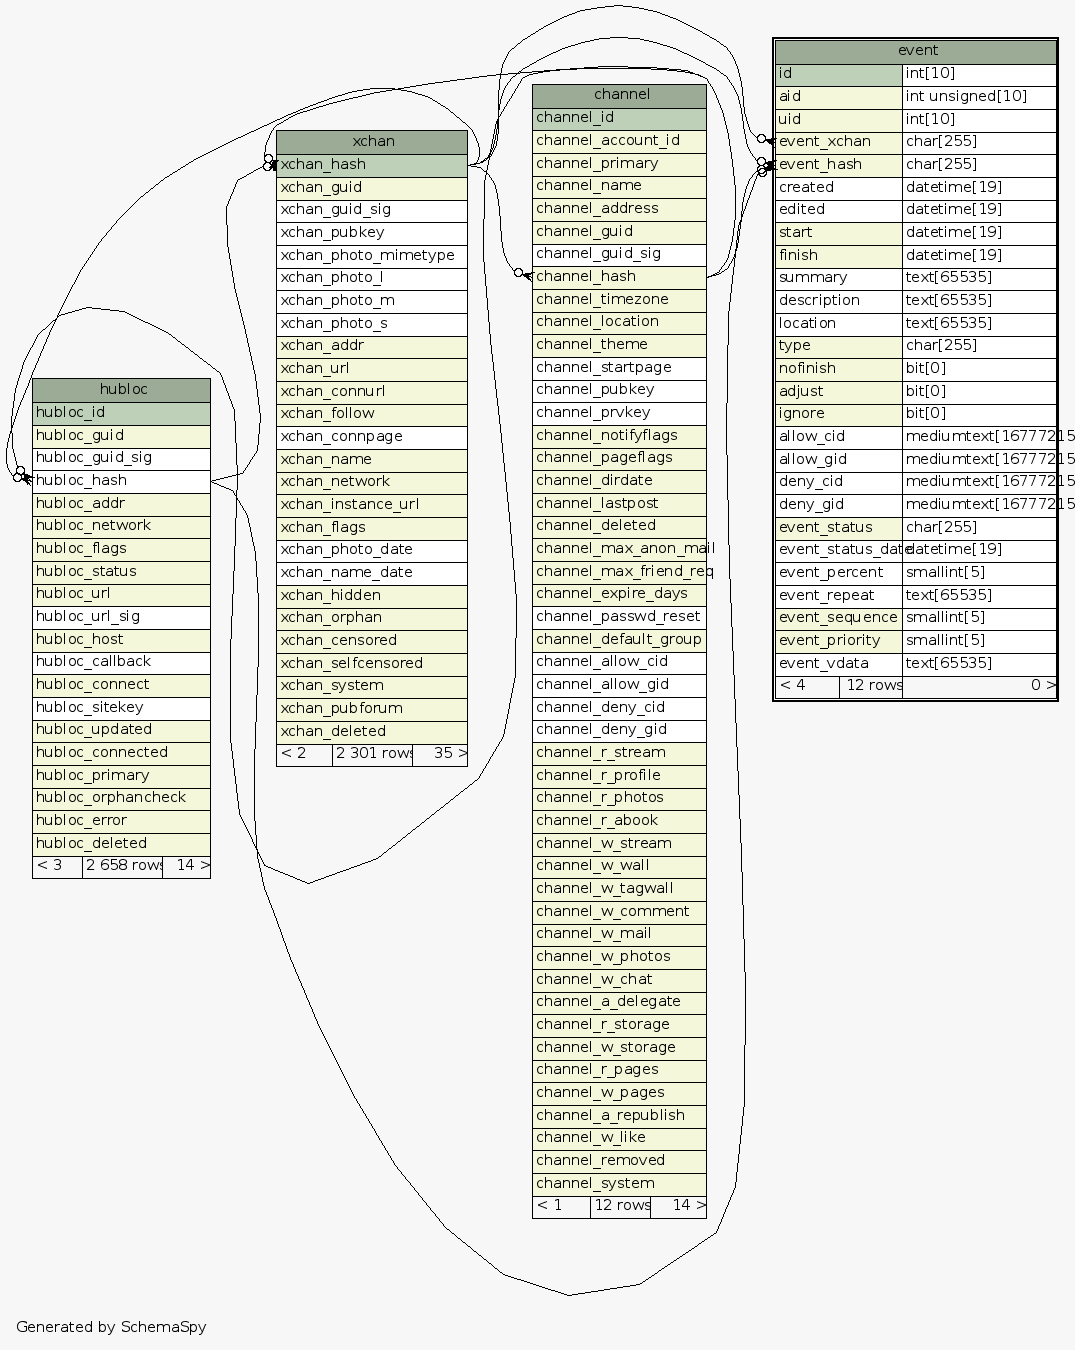 event
id int[10]
aid int unsigned[10]
uid int[10]
event_xchan char[255]
event_hash char[255]
created datetime[19]
edited datetime[19]
start datetime[19]
finish datetime[19]
summary text[65535]
description text[65535]
location text[65535]
type char[255]
nofinish bit[0]
adjust bit[0]
ignore bit[0]
allow_cid mediumtext[16777215
allow_gid mediumtext[16777215
deny_cid mediumtext[16777215
deny_gid mediumtext[16777215
event_status char[255]
event_status_date datetime[19]
event_percent smallint[5]
event_repeat text[65535]
event_sequence smallint[5]
event_priority smallint[5]
event_vdata text[65535]
< 4 12 rows 0 >
channel
channel_id
channel_account_id
channel_primary
channel_name
channel_address
channel_guid
channel_guid_sig
channel_hash
channel_timezone
channel_location
channel_theme
channel_startpage
channel_pubkey
channel_prvkey
channel_notifyflags
channel_pageflags
channel_dirdate
channel_lastpost
channel_deleted
channel_max_anon_mail
channel_max_friend_req
channel_expire_days
channel_passwd_reset
channel_default_group
channel_allow_cid
channel_allow_gid
channel_deny_cid
channel_deny_gid
channel_r_stream
channel_r_profile
channel_r_photos
channel_r_abook
channel_w_stream
channel_w_wall
channel_w_tagwall
channel_w_comment
channel_w_mail
channel_w_photos
channel_w_chat
channel_a_delegate
channel_r_storage
channel_w_storage
channel_r_pages
channel_w_pages
channel_a_republish
channel_w_like
channel_removed
channel_system
< 1 12 rows 14 >
xchan
xchan_hash
xchan_guid
xchan_guid_sig
xchan_pubkey
xchan_photo_mimetype
xchan_photo_l
xchan_photo_m
xchan_photo_s
xchan_addr
xchan_url
xchan_connurl
xchan_follow
xchan_connpage
xchan_name
xchan_network
xchan_instance_url
xchan_flags
xchan_photo_date
xchan_name_date
xchan_hidden
xchan_orphan
xchan_censored
xchan_selfcensored
xchan_system
xchan_pubforum
xchan_deleted
< 2 2 301 rows 35 >
hubloc
hubloc_id
hubloc_guid
hubloc_guid_sig
hubloc_hash
hubloc_addr
hubloc_network
hubloc_flags
hubloc_status
hubloc_url
hubloc_url_sig
hubloc_host
hubloc_callback
hubloc_connect
hubloc_sitekey
hubloc_updated
hubloc_connected
hubloc_primary
hubloc_orphancheck
hubloc_error
hubloc_deleted
< 3 2 658 rows 14 >
Generated by SchemaSpy